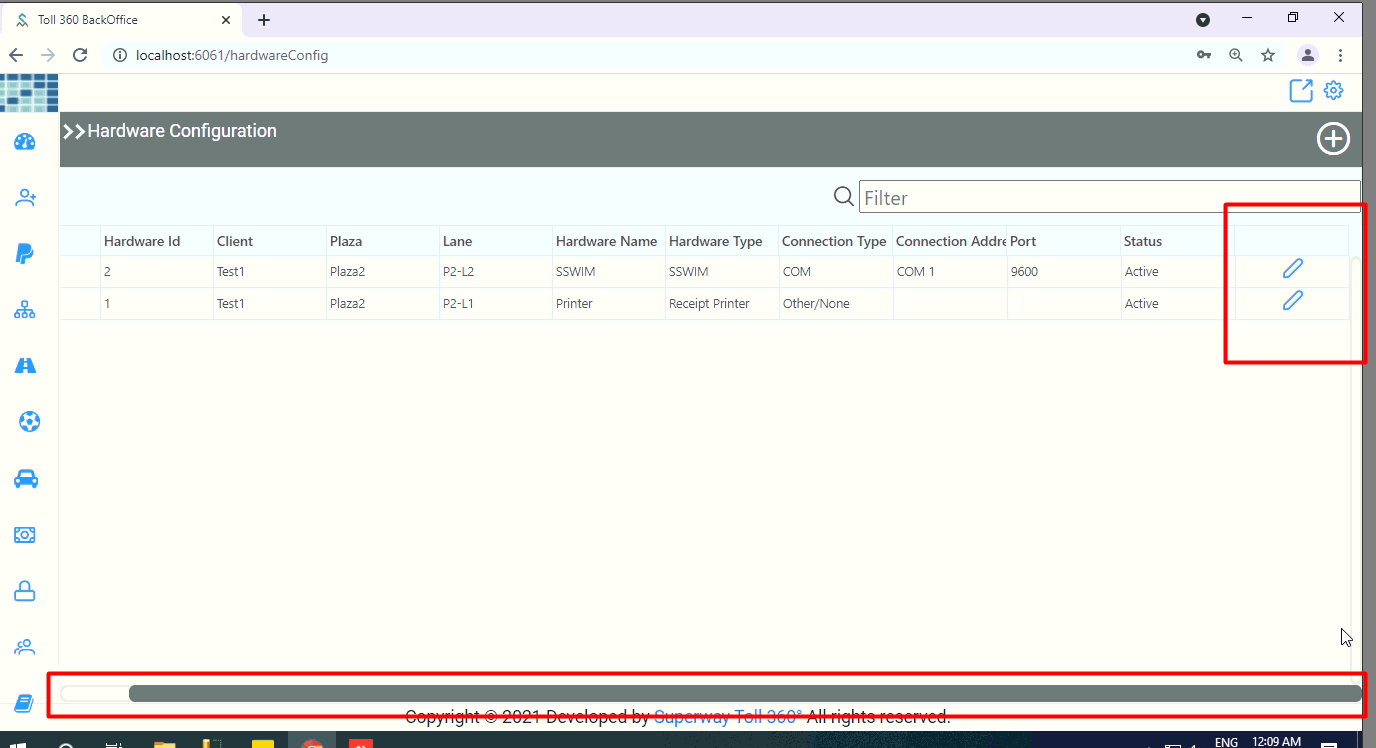 Toll 360 BackOffice
localhost:6061/hardwareConfig
Hardware Configuration
Filter
Hardware Id Client Plaza Lane Hardware Name Hardware Type Connection Type Connection Addre Port Status
2 Test1 Plaza2 P2-L2 SSWIM SSWIM COM COM 1 9600 Active
1 Test1 Plaza2 P2-L1 Printer Receipt Printer Other/None Active
Copyright © 2021 Developed by Superway Toll 360° All rights reserved.
ENG 12:09 AM